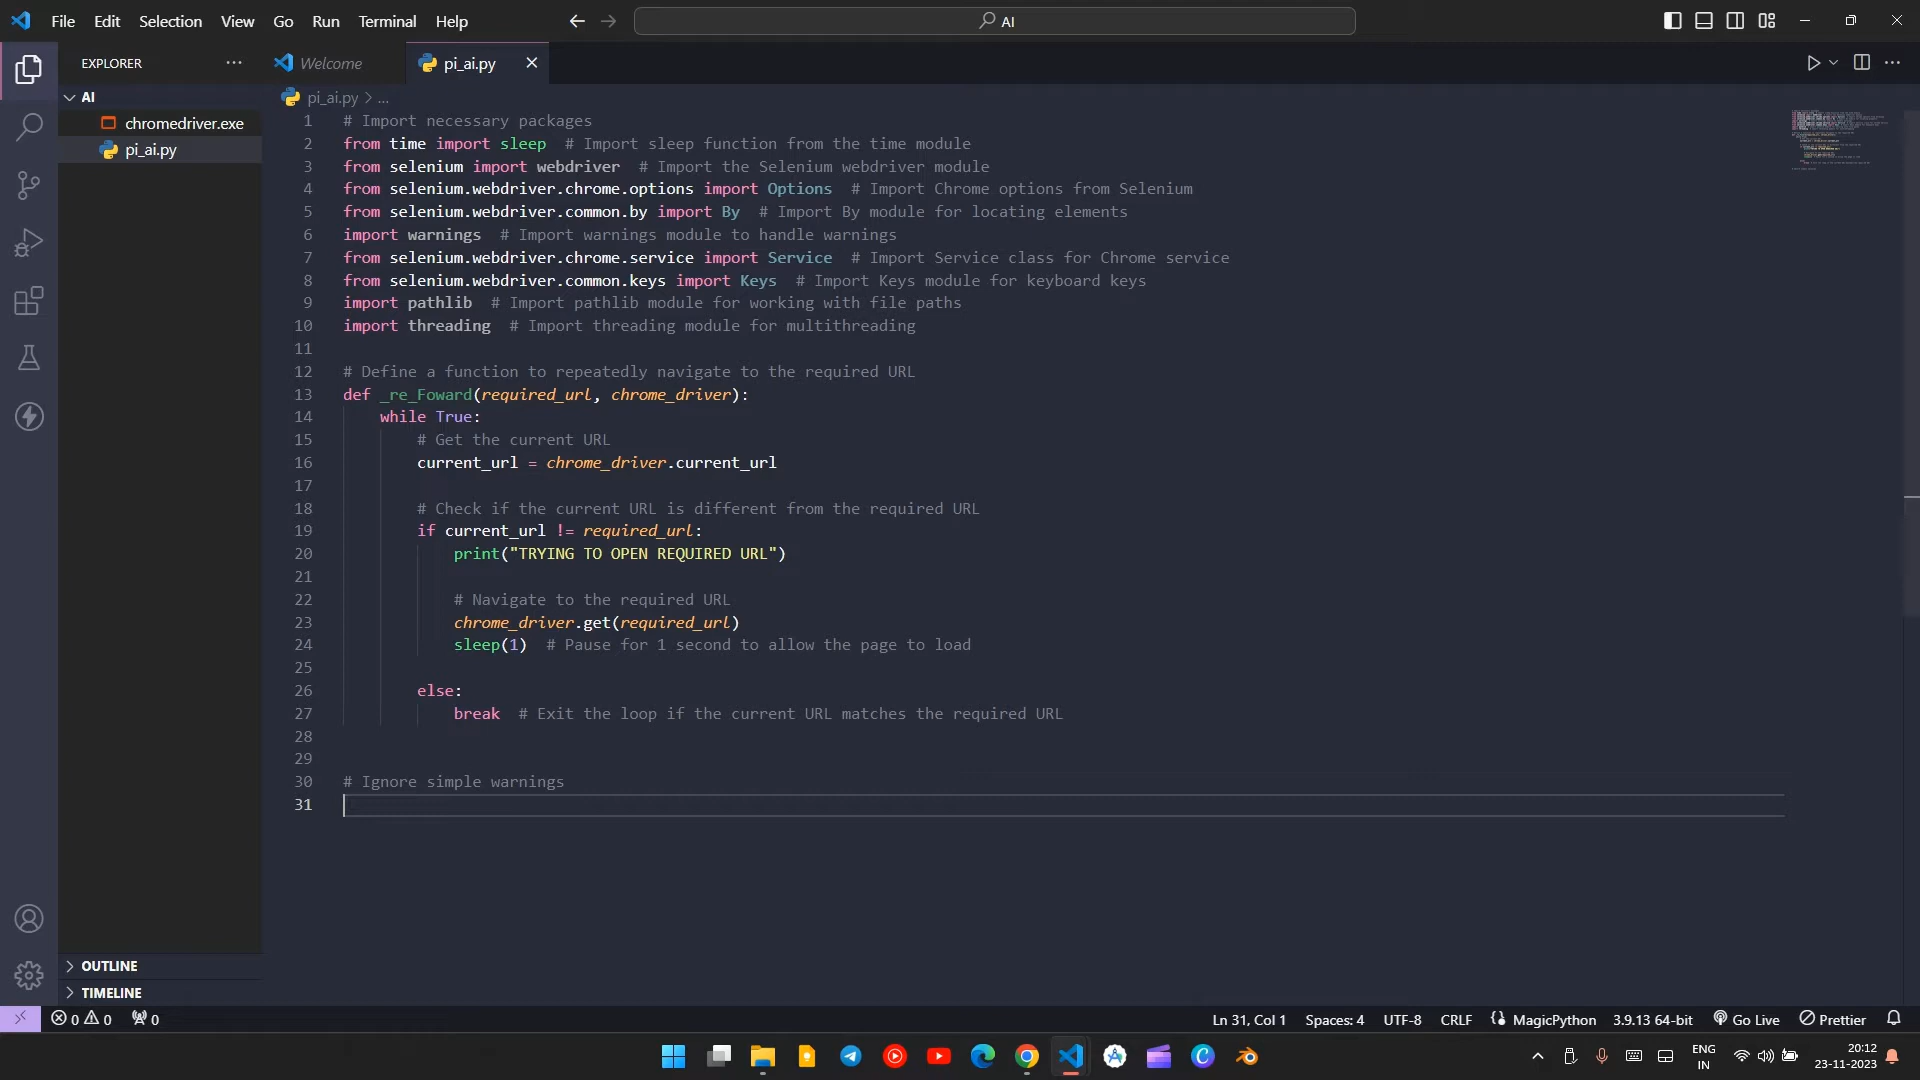 File Edit Selection View Go Run Terminal Help
AI
EXPLORER
Welcome
pi_ai.py
AI
chromedriver.exe
pi_ai.py
OUTLINE
TIMELINE
pi_ai.py > ...
1 # Import necessary packages
2 from time import sleep # Import sleep function from the time module
3 from selenium import webdriver # Import the Selenium webdriver module
4 from selenium.webdriver.chrome.options import Options # Import Chrome options from Selenium
5 from selenium.webdriver.common.by import By # Import By module for locating elements
6 import warnings # Import warnings module to handle warnings
7 from selenium.webdriver.chrome.service import Service # Import Service class for Chrome service
8 from selenium.webdriver.common.keys import Keys # Import Keys module for keyboard keys
9 import pathlib # Import pathlib module for working with file paths
10 import threading # Import threading module for multithreading
11
12 # Define a function to repeatedly navigate to the required URL
13 def _re_Foward(required_url, chrome_driver):
14 while True:
15 # Get the current URL
16 current_url = chrome_driver.current_url
17
18 # Check if the current URL is different from the required URL
19 if current_url != required_url:
20 print("TRYING TO OPEN REQUIRED URL")
21
22 # Navigate to the required URL
23 chrome_driver.get(required_url)
24 sleep(1) # Pause for 1 second to allow the page to load
25
26 else:
27 break # Exit the loop if the current URL matches the required URL
28
29
30 # Ignore simple warnings
31
0 0 0
Ln 31, Col 1 Spaces: 4 UTF-8 CRLF MagicPython 3.9.13 64-bit Go Live Prettier
ENG
IN
20:12
23-11-2023